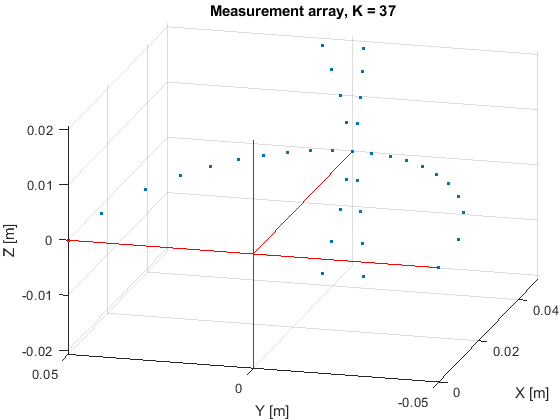 Measurement array, K = 37
0.02
0.01
0
-0.01
-0.02
Z [m]
0.05
0
-0.05
Y [m]
0
0.02
0.04
X [m]